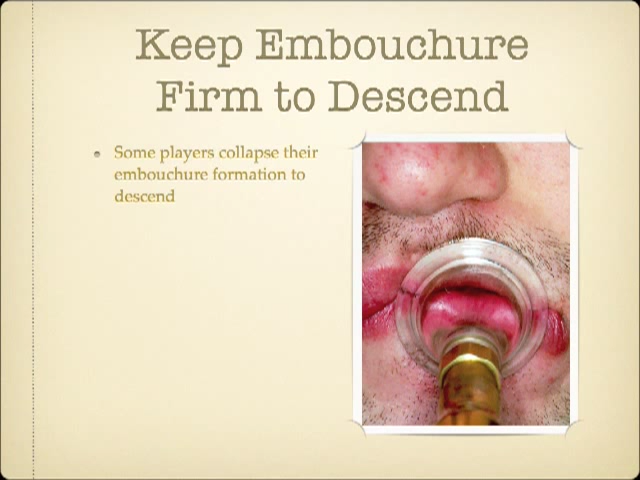 Keep Embouchure
Firm to Descend
Some players collapse their
embouchure formation to
descend